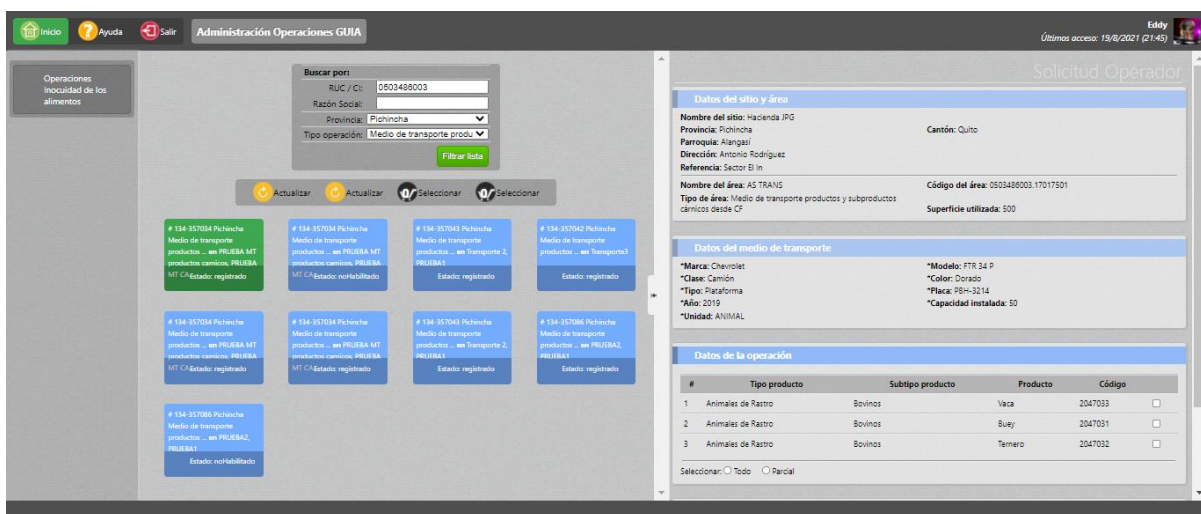 Inicio
Ayuda
Salir
Administración Operaciones GUIA
Eddy
Último acceso: 19/8/2021 (21:45)
Operaciones
Inocuidad de los
alimentos
Buscar por:
RUC / CI: 0503486003
Razón Social:
Provincia: Pichincha
Tipo operación: Medio de transporte produ
Filtrar lista
Actualizar
Actualizar
Seleccionar
Seleccionar
# 134-357034 Pichincha
Medio de transporte
productos ... en PRUEBA MT
productos carnicos, PRUEBA
MT CA Estado: registrado
# 134-357034 Pichincha
Medio de transporte
productos ... en PRUEBA MT
productos carnicos, PRUEBA
MT CA Estado: noHabilitado
# 134-357043 Pichincha
Medio de transporte
productos ... en Transporte 2,
PRUEBA1
Estado: registrado
# 134-357042 Pichincha
Medio de transporte
productos ... en Transporte3
Estado: registrado
# 134-357034 Pichincha
Medio de transporte
productos ... en PRUEBA MT
productos carnicos, PRUEBA
MT CA Estado: registrado
# 134-357034 Pichincha
Medio de transporte
productos ... en PRUEBA MT
productos carnicos, PRUEBA
MT CA Estado: registrado
# 134-357043 Pichincha
Medio de transporte
productos ... en Transporte 2,
PRUEBA1
Estado: registrado
# 134-357086 Pichincha
Medio de transporte
productos ... en PRUEBA2,
PRUEBA1
Estado: registrado
# 134-357086 Pichincha
Medio de transporte
productos ... en PRUEBA2,
PRUEBA1
Estado: noHabilitado
Solicitud Operador
Datos del sitio y área
Nombre del sitio: Hacienda JPG
Provincia: Pichincha Cantón: Quito
Parroquia: Alangasí
Dirección: Antonio Rodríguez
Referencia: Sector El In
Nombre del área: AS TRANS Código del área: 0503486003.17017501
Tipo de área: Medio de transporte productos y subproductos
cárnicos desde CF Superficie utilizada: 500
Datos del medio de transporte
*Marca: Chevrolet *Modelo: FTR 34 P
*Clase: Camión *Color: Dorado
*Tipo: Plataforma *Placa: PBH-3214
*Año: 2019 *Capacidad instalada: 50
*Unidad: ANIMAL
Datos de la operación
# Tipo producto Subtipo producto Producto Código
1 Animales de Rastro Bovinos Vaca 2047033
2 Animales de Rastro Bovinos Buey 2047031
3 Animales de Rastro Bovinos Ternero 2047032
Seleccionar: Todo Parcial